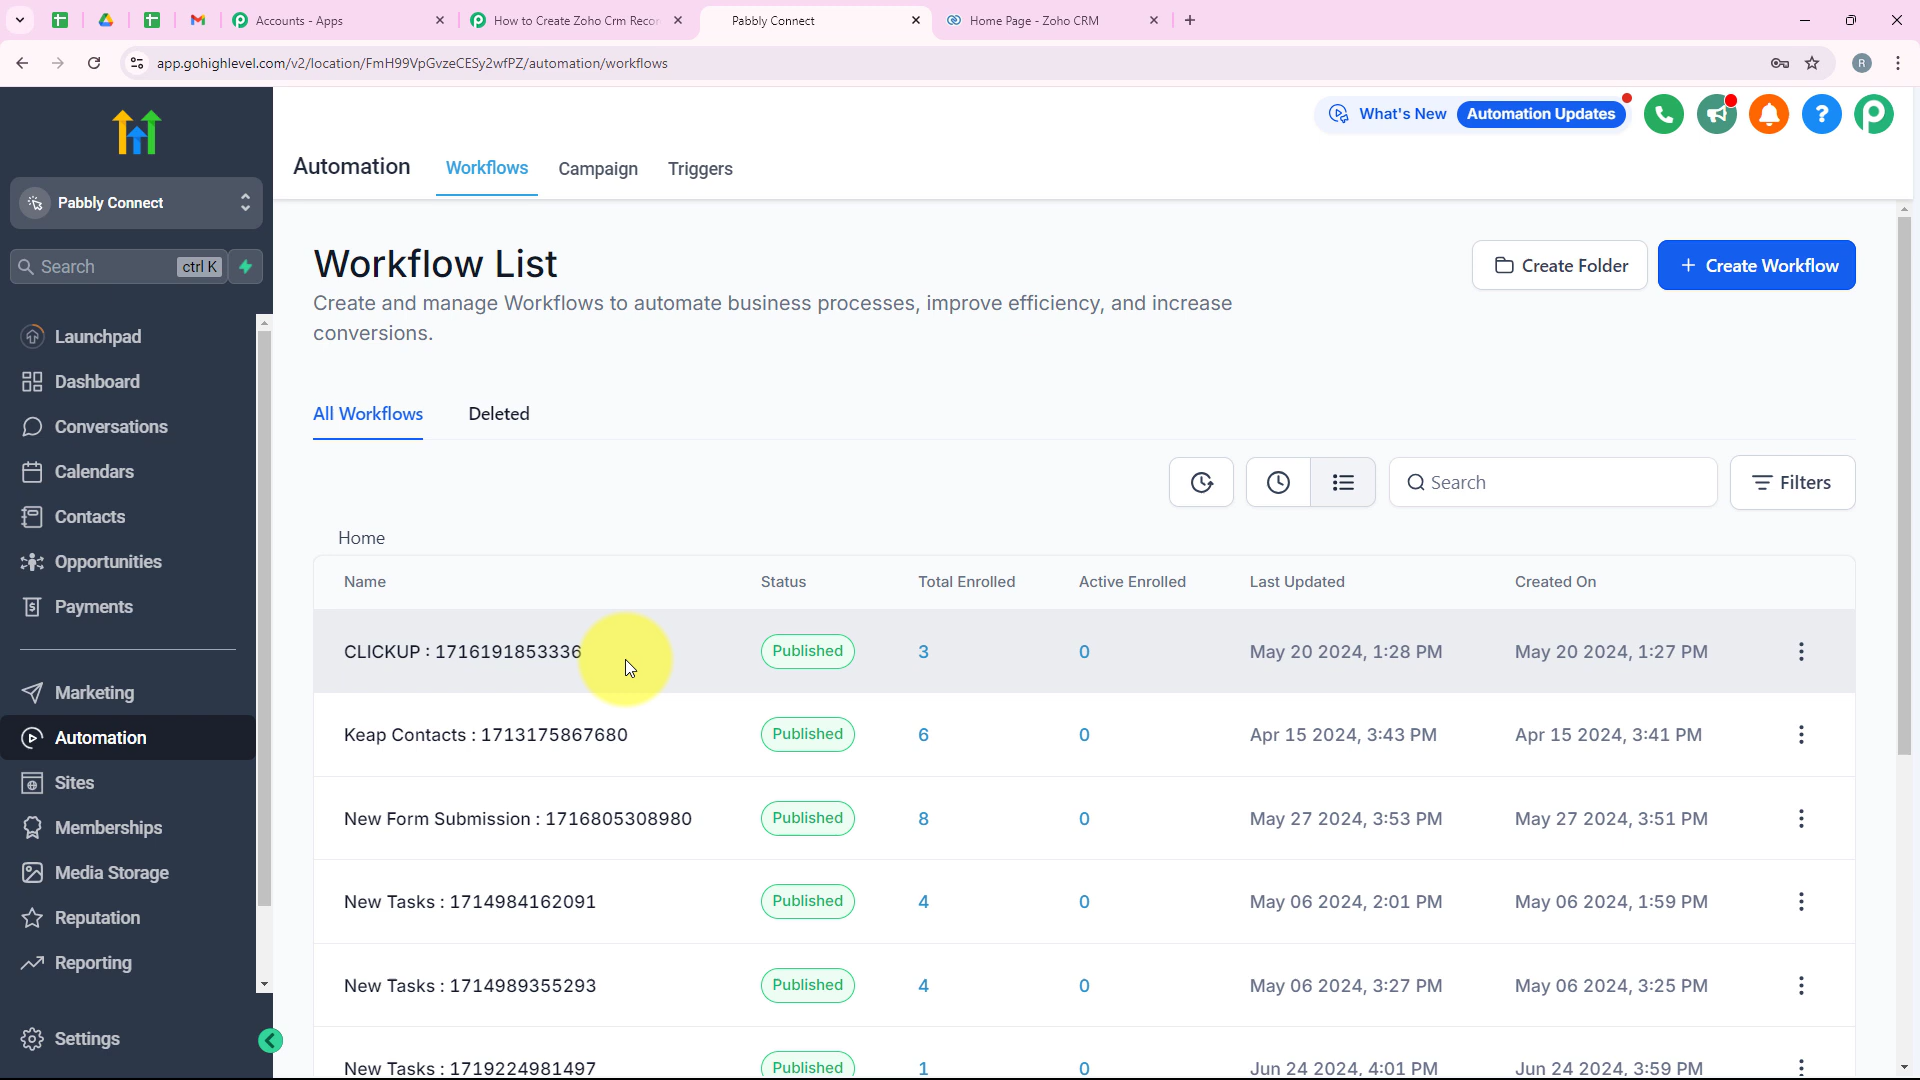 Accounts - Apps
How to Create Zoho Crm Recor
Pabbly Connect
Home Page - Zoho CRM
app.gohighlevel.com/v2/location/FmH99VpGvzeCESy2wfPZ/automation/workflows
R
What's New
Automation Updates
Pabbly Connect
Search
ctrl K
Launchpad
Dashboard
Conversations
Calendars
Contacts
Opportunities
Payments
Marketing
Automation
Sites
Memberships
Media Storage
Reputation
Reporting
Settings
Automation
Workflows
Campaign
Triggers
Workflow List
Create and manage Workflows to automate business processes, improve efficiency, and increase
conversions.
Create Folder
+ Create Workflow
All Workflows
Deleted
Search
Filters
Home
Name Status Total Enrolled Active Enrolled Last Updated Created On
CLICKUP : 1716191853336 Published 3 0 May 20 2024, 1:28 PM May 20 2024, 1:27 PM
Keap Contacts : 1713175867680 Published 6 0 Apr 15 2024, 3:43 PM Apr 15 2024, 3:41 PM
New Form Submission : 1716805308980 Published 8 0 May 27 2024, 3:53 PM May 27 2024, 3:51 PM
New Tasks : 1714984162091 Published 4 0 May 06 2024, 2:01 PM May 06 2024, 1:59 PM
New Tasks : 1714989355293 Published 4 0 May 06 2024, 3:27 PM May 06 2024, 3:25 PM
New Tasks : 1719224981497 Published 1 0 Jun 24 2024, 4:01 PM Jun 24 2024, 3:59 PM